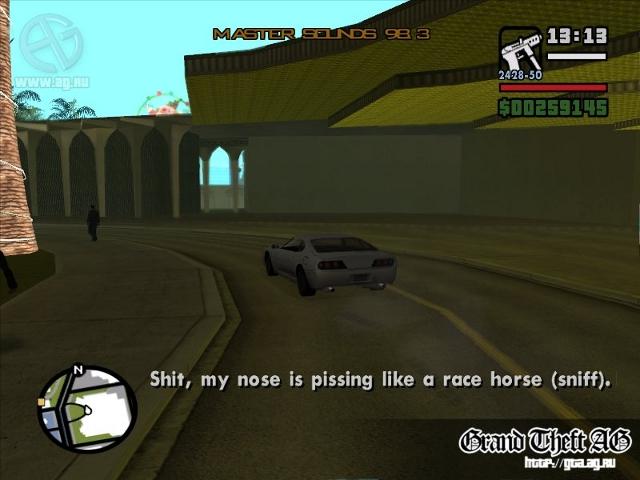 MASTER SOUNDS 98.3
AG
www.AG.RU
13:13
2428-50
$00259145
N
Shit, my nose is pissing like a race horse (sniff).
Grand Theft AG
http://gta.ag.ru